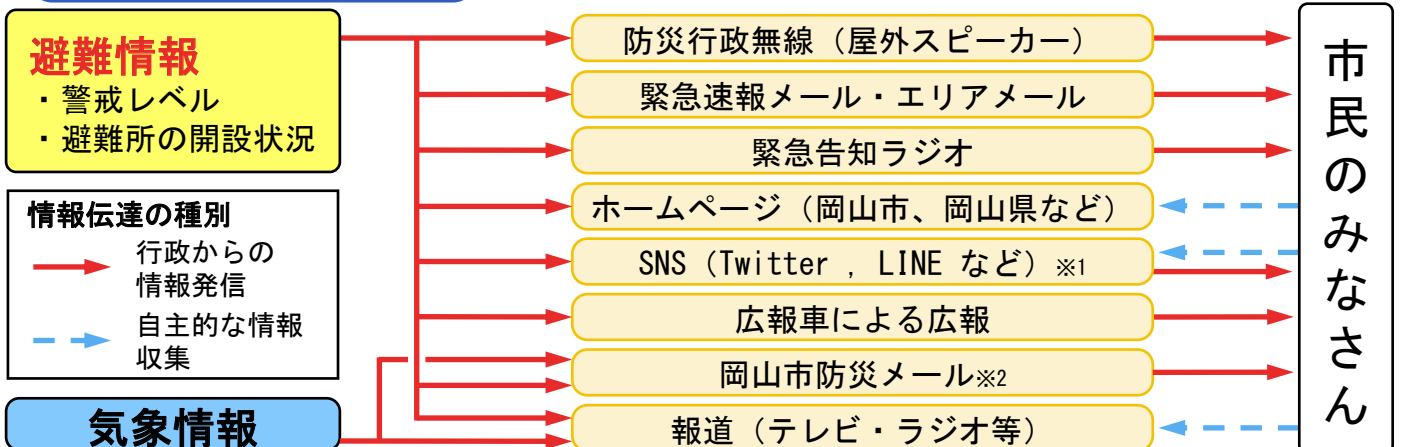 避難情報
・警戒レベル
・避難所の開設状況
情報伝達の種別
行政からの
情報発信
自主的な情報
収集
気象情報
防災行政無線（屋外スピーカー）
緊急速報メール・エリアメール
緊急告知ラジオ
ホームページ（岡山市、岡山県など）
SNS（Twitter , LINE など）※1
広報車による広報
岡山市防災メール※2
報道（テレビ・ラジオ等）
市民のみなさん